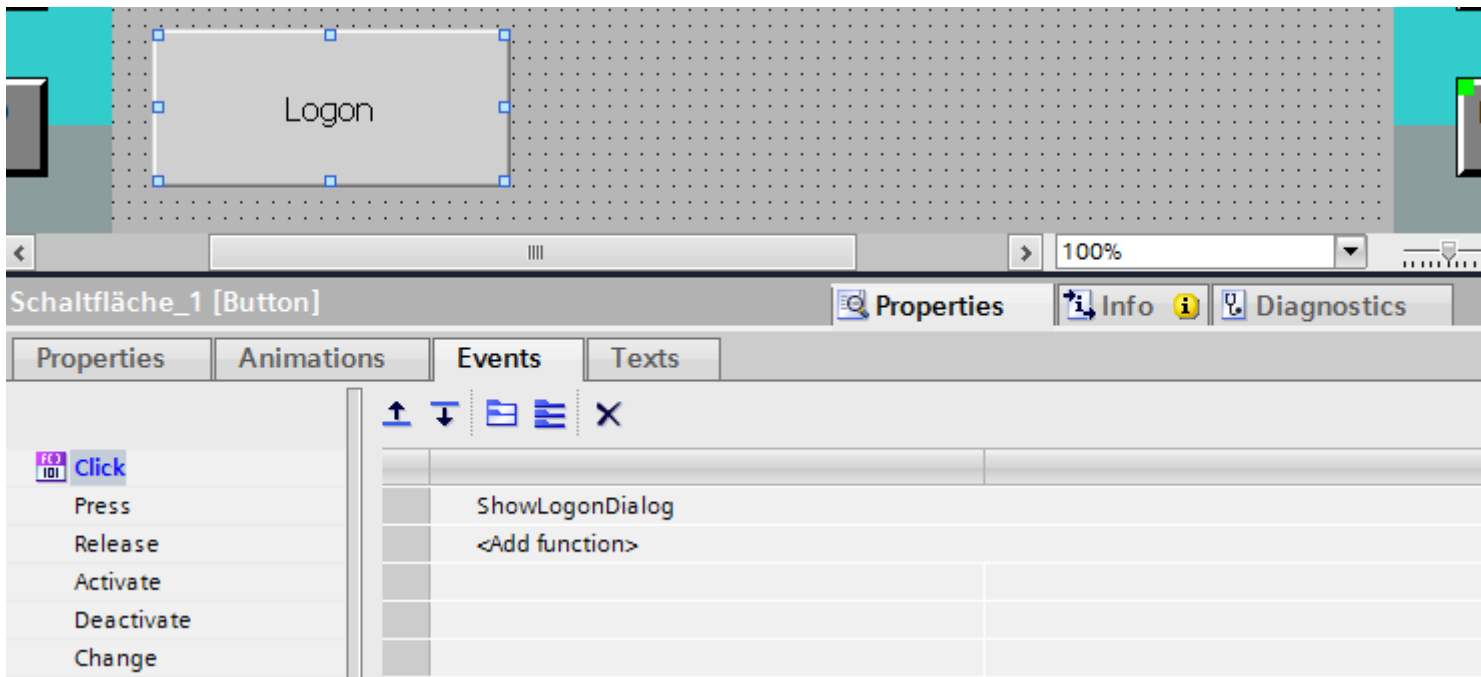 Logon
100%
Schaltfläche_1 [Button]
Properties
Info
Diagnostics
Properties
Animations
Events
Texts
Click
Press
ShowLogonDialog
Release
<Add function>
Activate
Deactivate
Change